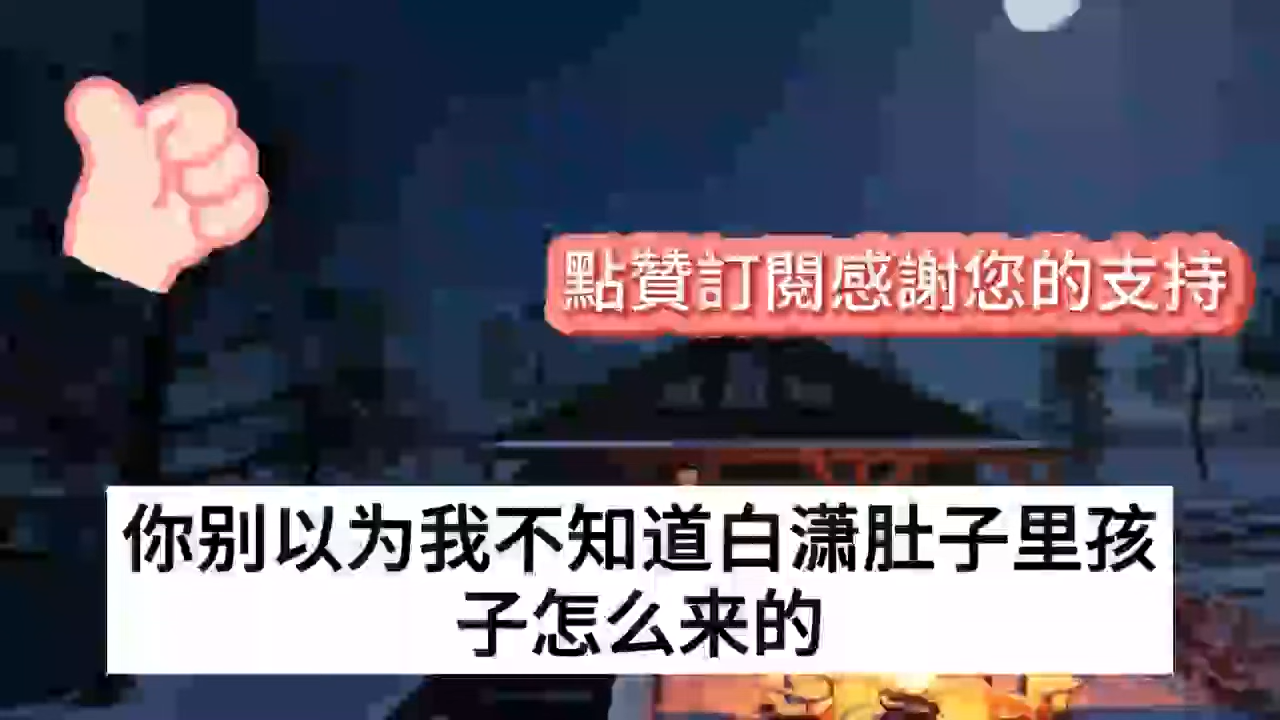 點贊訂閱感謝您的支持
你别以为我不知道白潇肚子里孩
子怎么来的